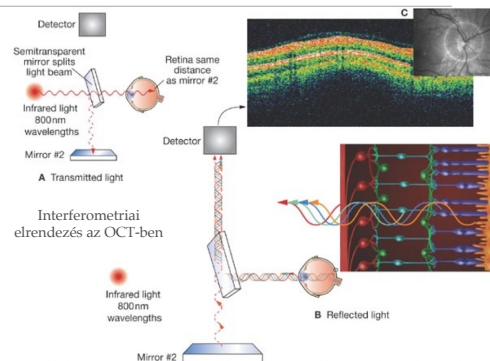 Detector
C
Semitransparent
mirror splits
light beam
Retina same
distance
as mirror #2
Infrared light
800nm
wavelengths
Mirror #2
A Transmitted light
Detector
Interferometriai
elrendezés az OCT-ben
Infrared light
800nm
wavelengths
B Reflected light
Mirror #2